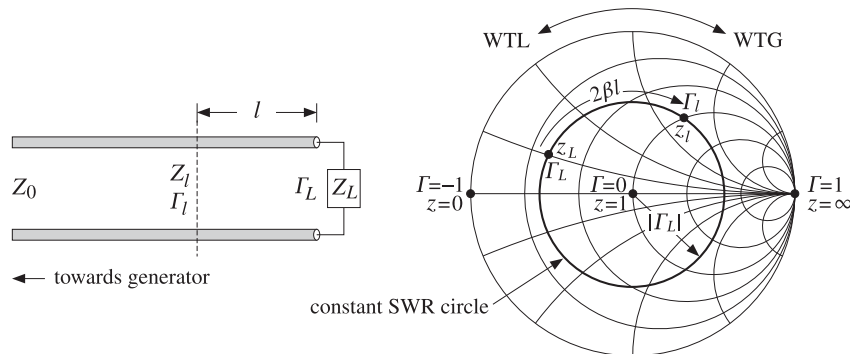 l
Z₀
Z_l
Γ_l
Γ_L
Z_L
towards generator
WTL
WTG
2βl
Γ_l
z_l
z_L
Γ_L
Γ=−1
z=0
Γ=0
z=1
|Γ_L|
Γ=1
z=∞
constant SWR circle